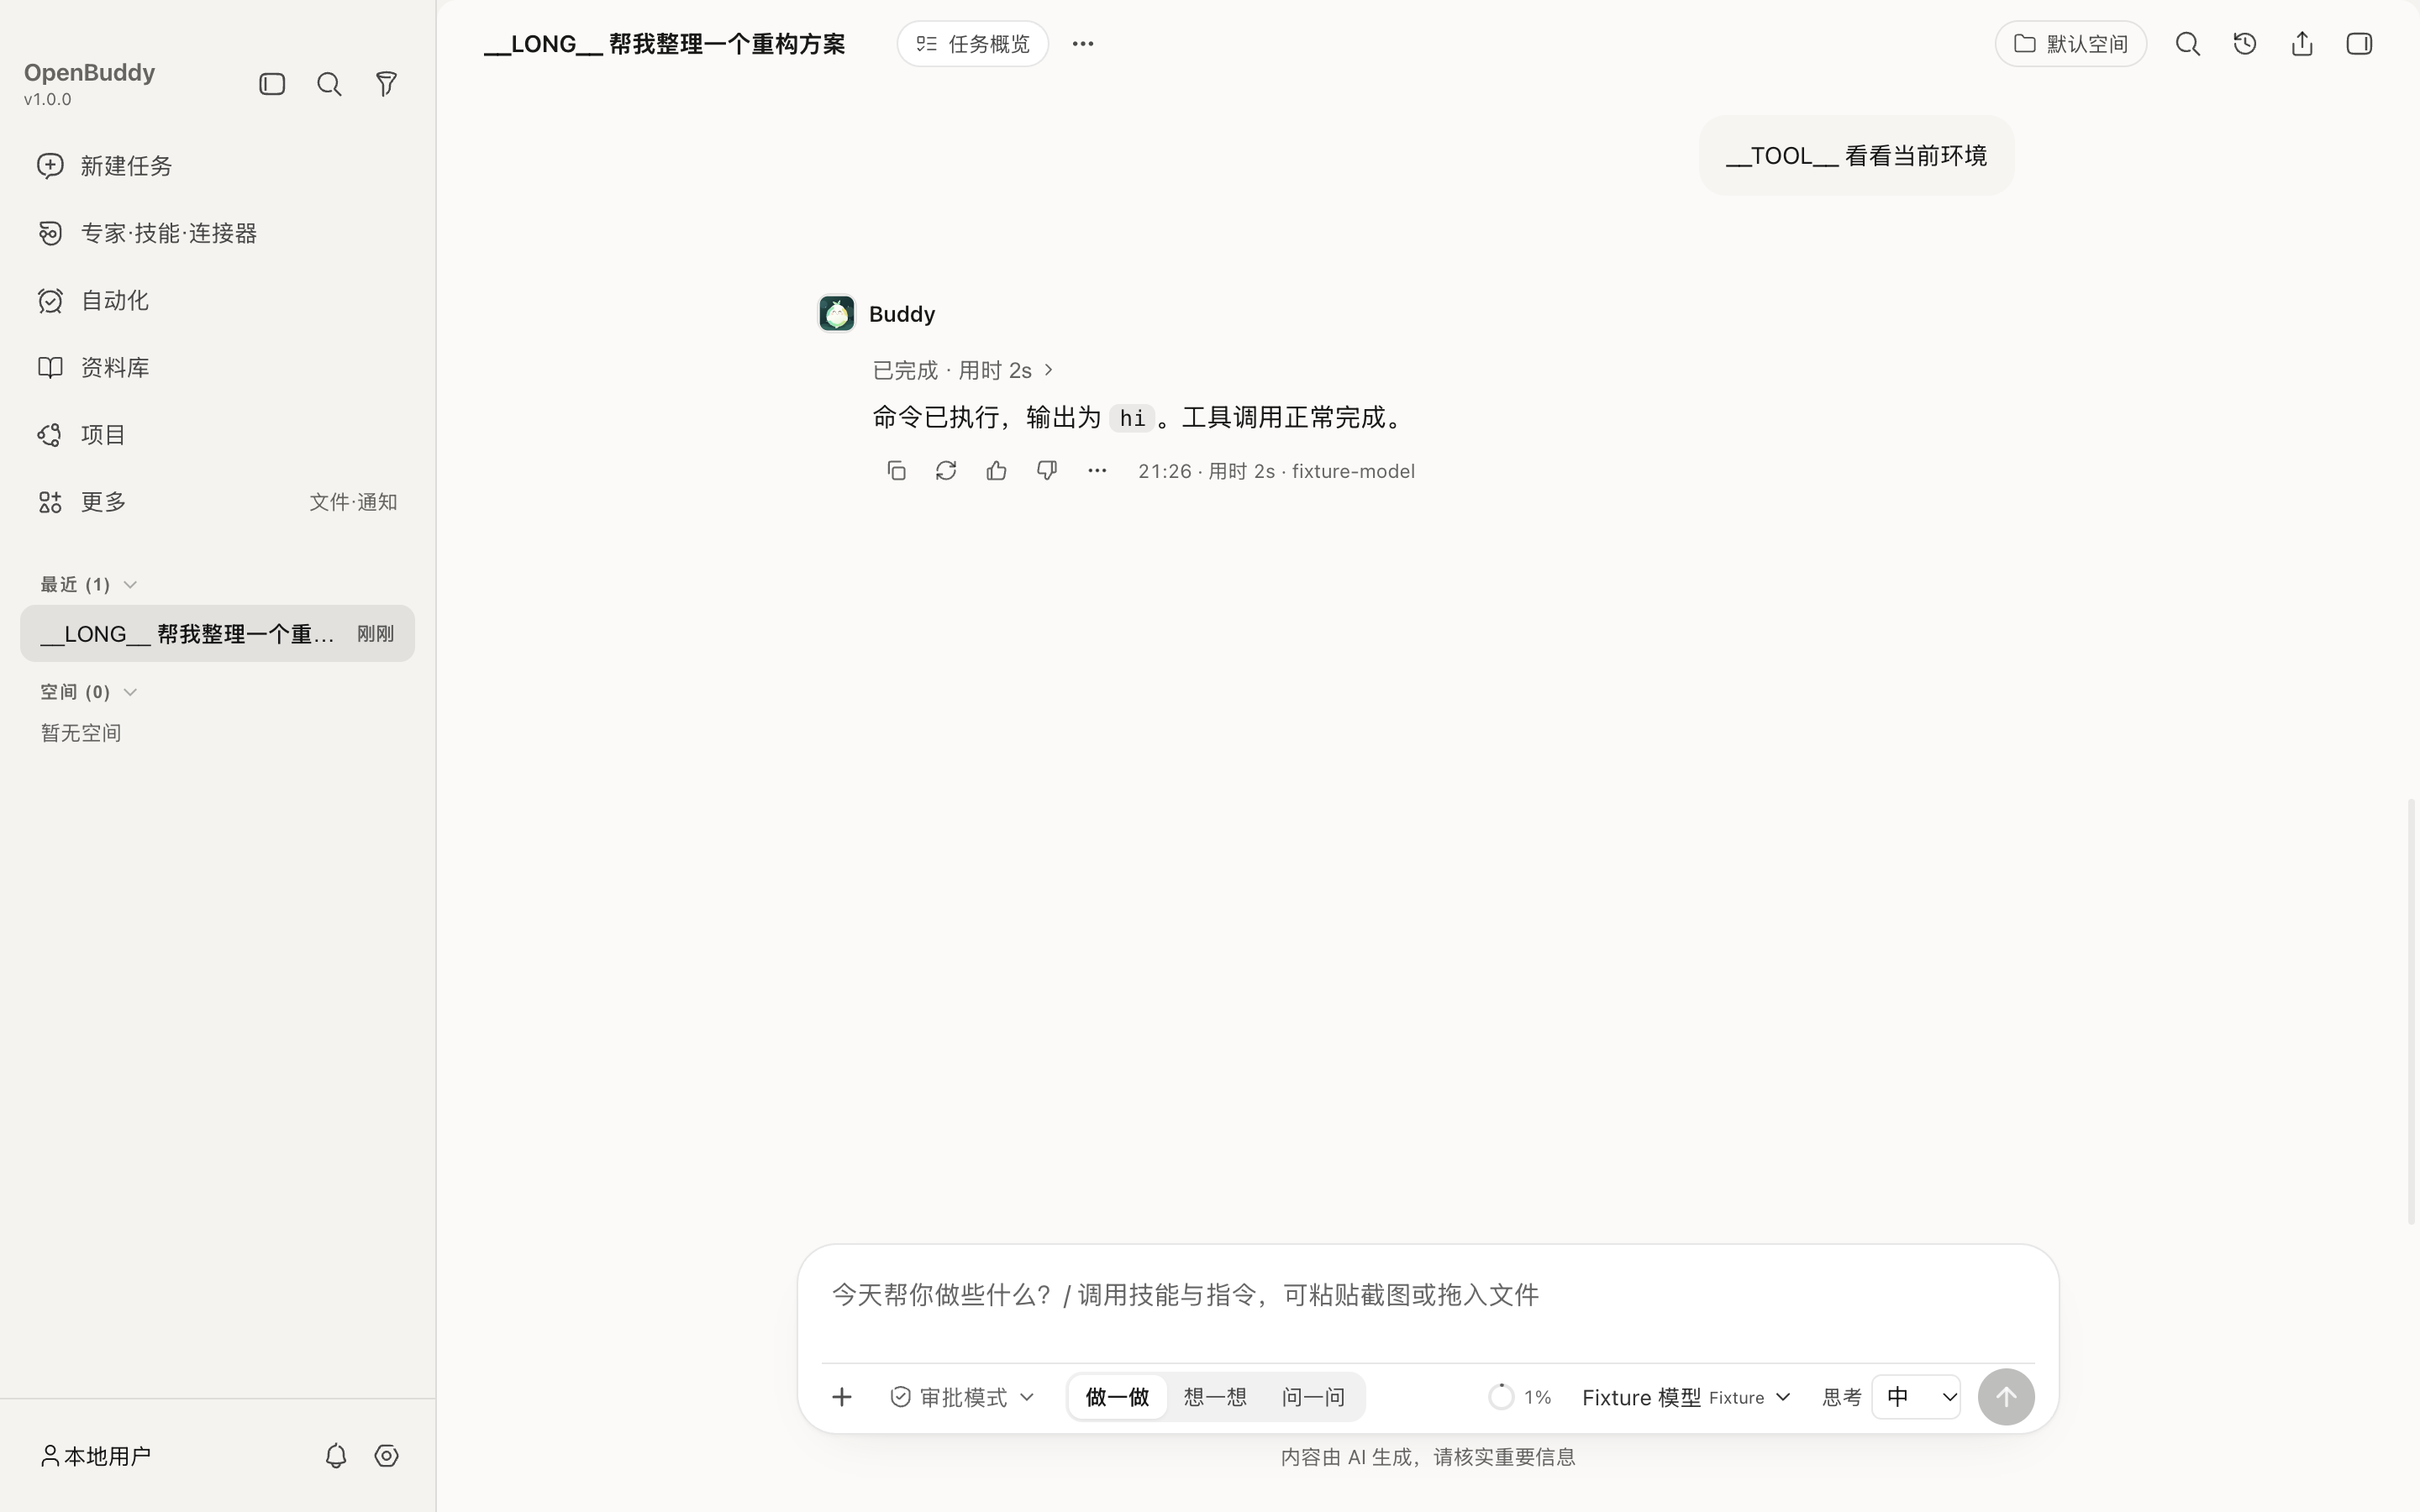 OpenBuddy
v1.0.0
新建任务
专家·技能·连接器
自动化
资料库
项目
更多 文件·通知
最近 (1)
__LONG__ 帮我整理一个重… 刚刚
空间 (0)
暂无空间
本地用户
__LONG__ 帮我整理一个重构方案 任务概览 默认空间
__TOOL__ 看看当前环境
Buddy
已完成 · 用时 2s
命令已执行，输出为 hi 。工具调用正常完成。
21:26 · 用时 2s · fixture-model
今天帮你做些什么？/ 调用技能与指令，可粘贴截图或拖入文件
审批模式 做一做 想一想 问一问 1% Fixture 模型 Fixture 思考 中
内容由 AI 生成，请核实重要信息